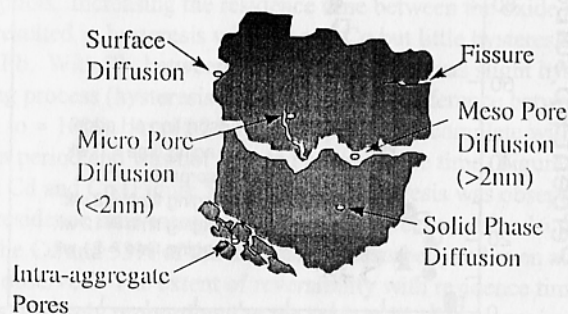 Surface
Diffusion
Fissure
Micro Pore
Diffusion
(<2nm)
Meso Pore
Diffusion
(>2nm)
Solid Phase
Diffusion
Intra-aggregate
Pores